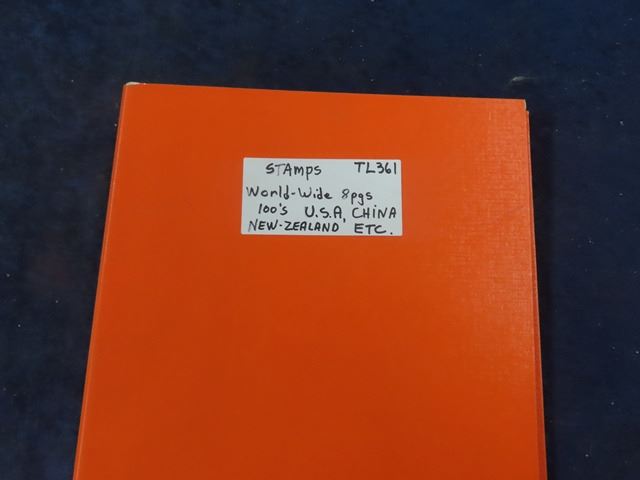 STAMPS TL361
World-Wide 8pgs
100's U.S.A, CHINA
NEW-ZEALAND ETC.